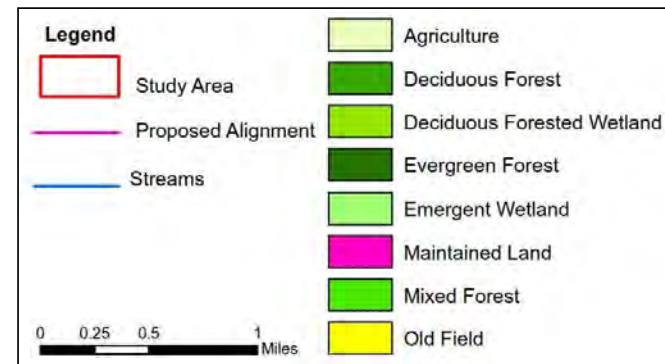 Legend
Study Area
Proposed Alignment
Streams
0 0.25 0.5 1
Miles
Agriculture
Deciduous Forest
Deciduous Forested Wetland
Evergreen Forest
Emergent Wetland
Maintained Land
Mixed Forest
Old Field